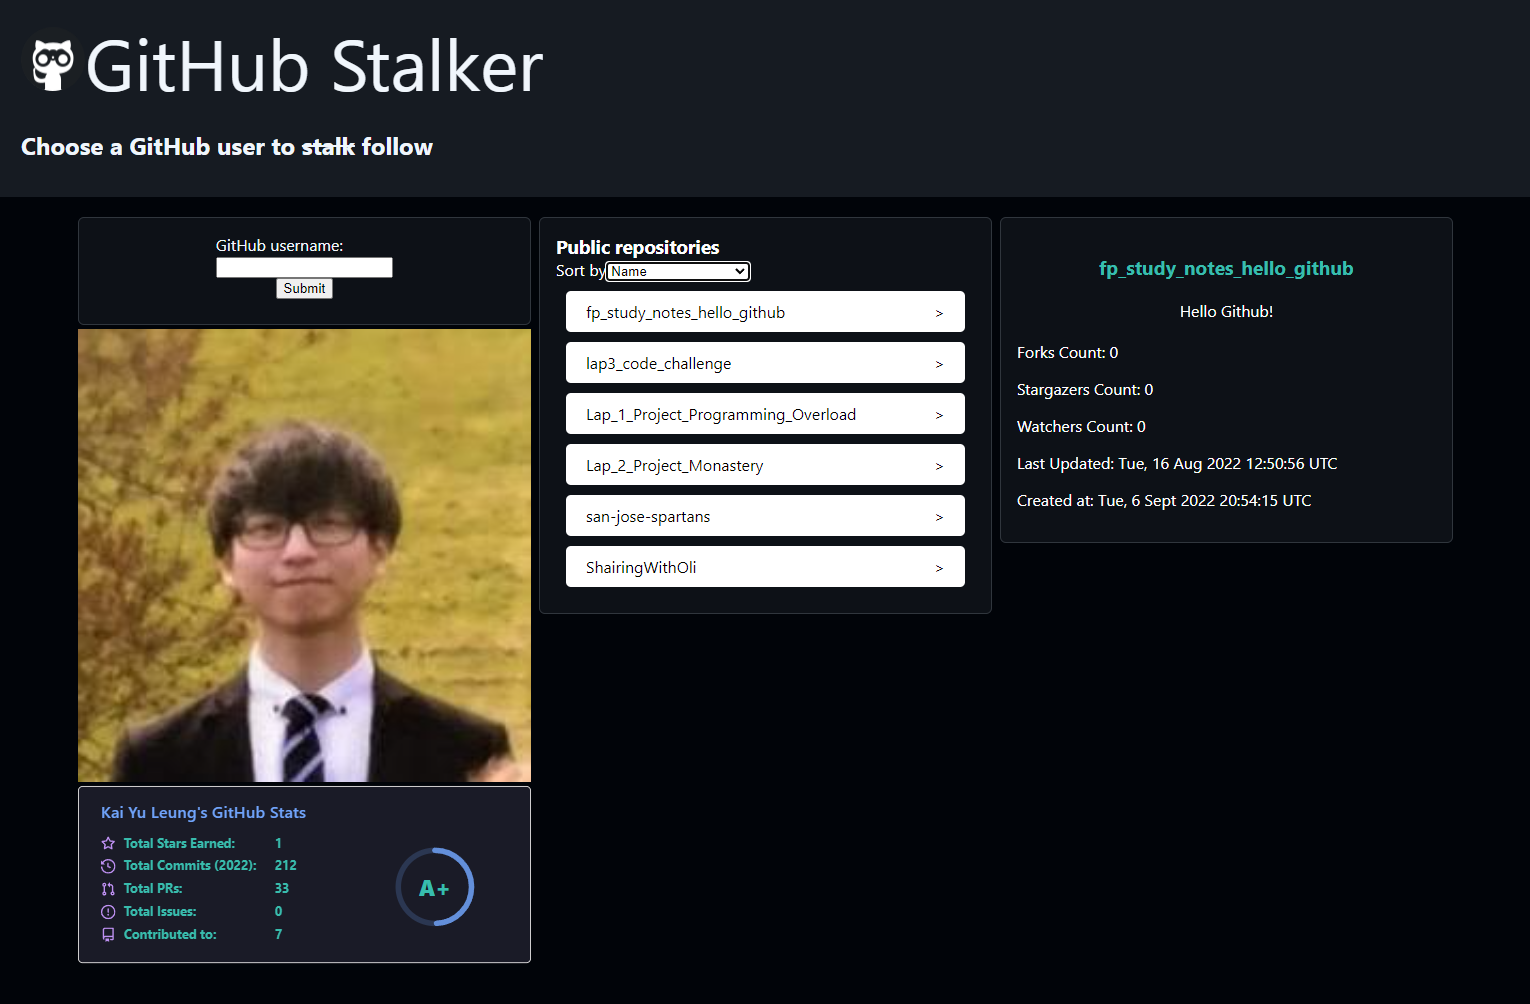 GitHub Stalker
Choose a GitHub user to stalk follow
GitHub username:
Submit
Kai Yu Leung's GitHub Stats
Total Stars Earned: 1
Total Commits (2022): 212
Total PRs: 33
Total Issues: 0
Contributed to: 7
A+
Public repositories
Sort by Name
fp_study_notes_hello_github >
lap3_code_challenge >
Lap_1_Project_Programming_Overload >
Lap_2_Project_Monastery >
san-jose-spartans >
ShairingWithOli >
fp_study_notes_hello_github
Hello Github!
Forks Count: 0
Stargazers Count: 0
Watchers Count: 0
Last Updated: Tue, 16 Aug 2022 12:50:56 UTC
Created at: Tue, 6 Sept 2022 20:54:15 UTC